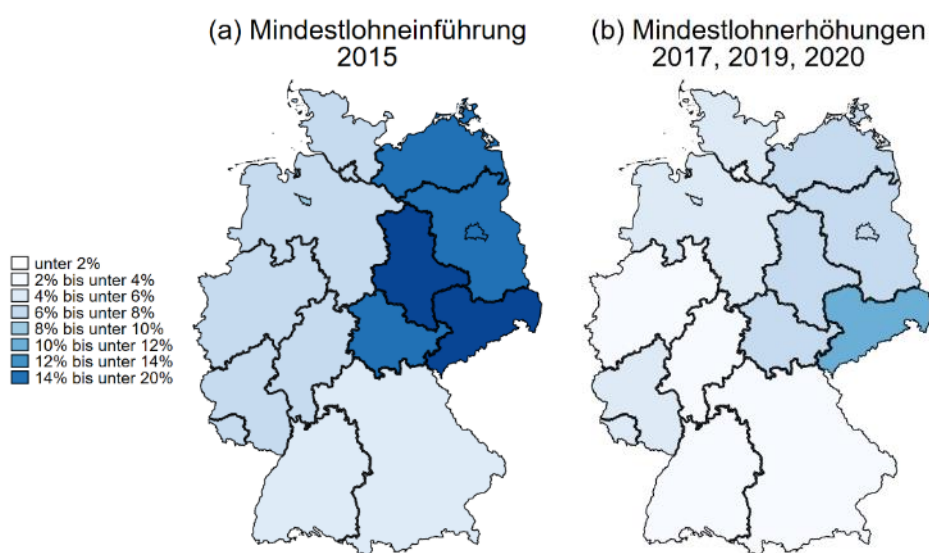 (a) Mindestlohneinführung
2015
(b) Mindestlohnerhöhungen
2017, 2019, 2020
unter 2%
2% bis unter 4%
4% bis unter 6%
6% bis unter 8%
8% bis unter 10%
10% bis unter 12%
12% bis unter 14%
14% bis unter 20%